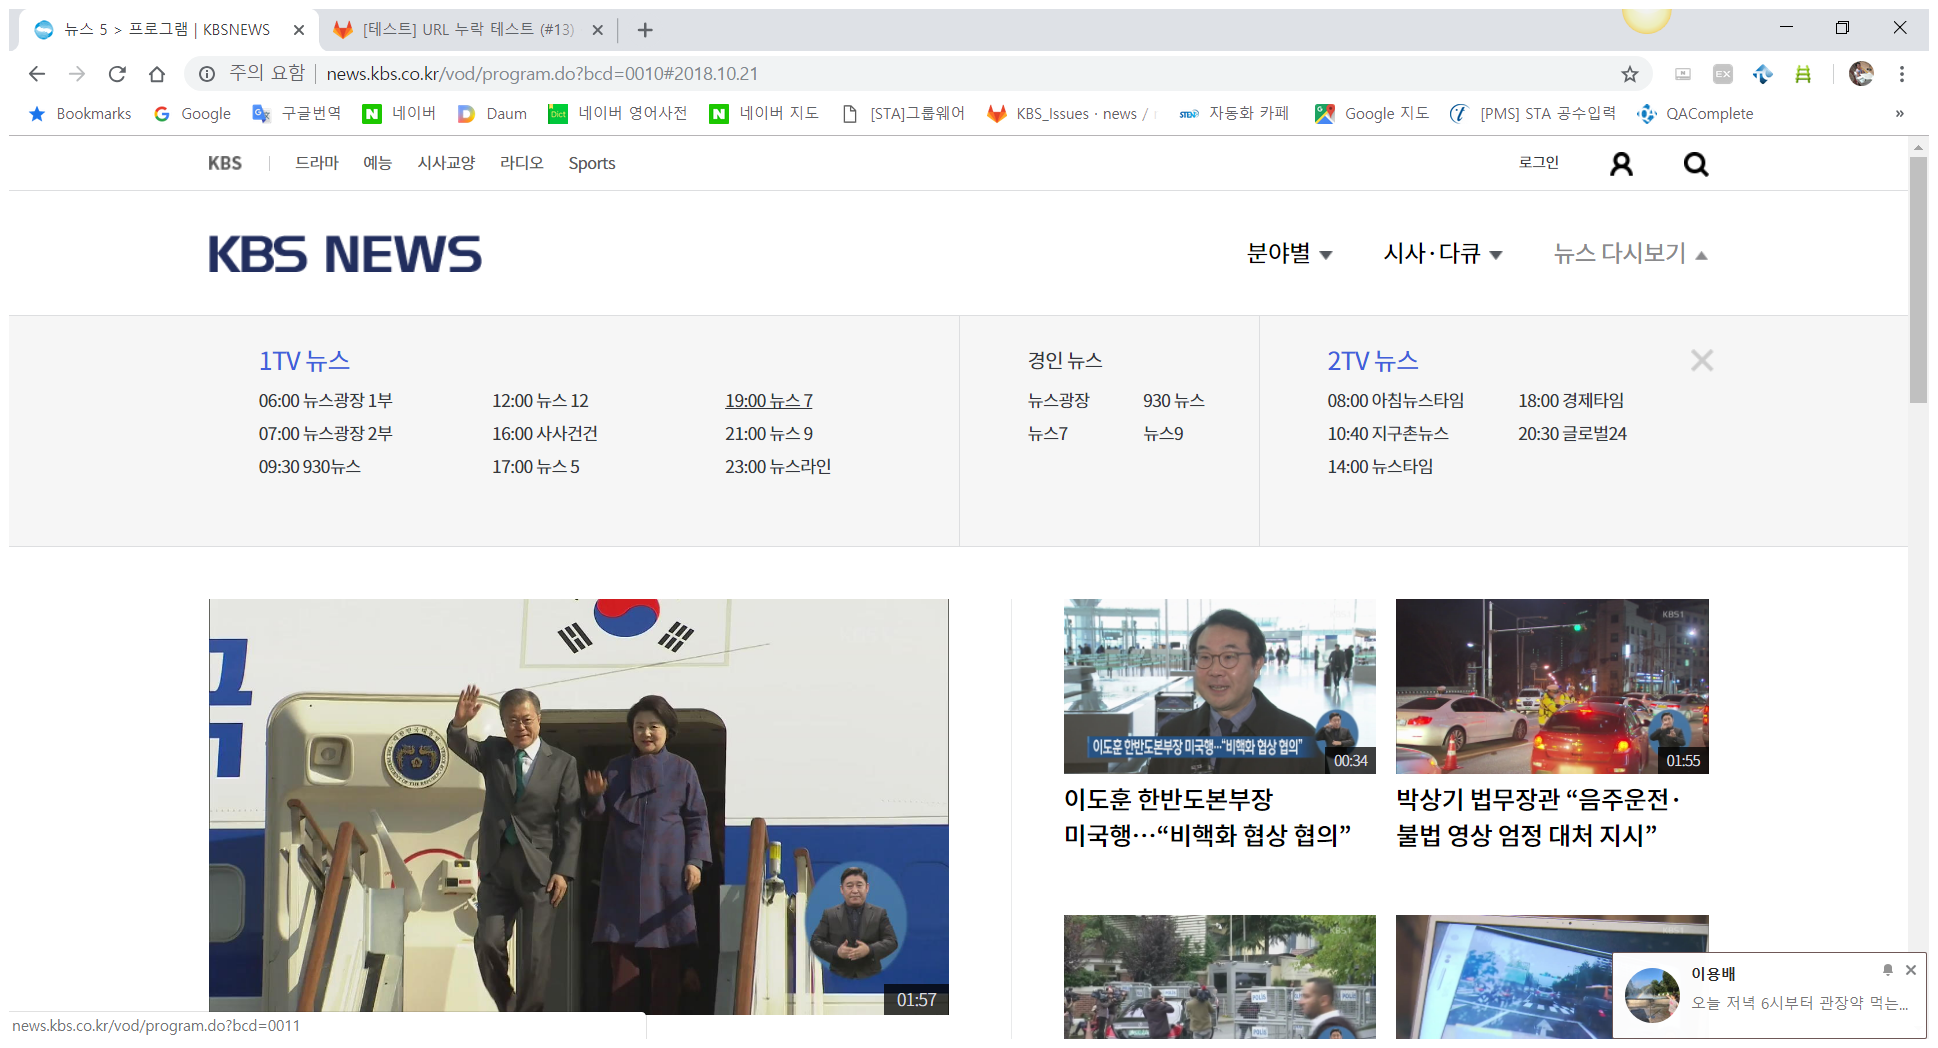 뉴스 5 > 프로그램 | KBSNEWS
[테스트] URL 누락 테스트 (#13)
주의 요함 news.kbs.co.kr/vod/program.do?bcd=0010#2018.10.21
EX
Bookmarks Google 구글번역 네이버 Daum 네이버 영어사전 네이버 지도 [STA]그룹웨어 KBS_Issues · news / 자동화 카페 Google 지도 [PMS] STA 공수입력 QAComplete »
KBS 드라마 예능 시사교양 라디오 Sports 로그인
KBS NEWS
분야별 시사·다큐 뉴스 다시보기
1TV 뉴스
06:00 뉴스광장 1부 12:00 뉴스 12 19:00 뉴스 7
07:00 뉴스광장 2부 16:00 사사건건 21:00 뉴스 9
09:30 930뉴스 17:00 뉴스 5 23:00 뉴스라인
경인 뉴스
뉴스광장 930 뉴스
뉴스7 뉴스9
2TV 뉴스
08:00 아침뉴스타임 18:00 경제타임
10:40 지구촌뉴스 20:30 글로벌24
14:00 뉴스타임
01:57
이도훈 한반도본부장 미국행…“비핵화 협상 협의”
00:34
이도훈 한반도본부장
미국행…“비핵화 협상 협의”
KBS1
01:55
박상기 법무장관 “음주운전·
불법 영상 엄정 대처 지시”
이용배
오늘 저녁 6시부터 관장약 먹는...
news.kbs.co.kr/vod/program.do?bcd=0011